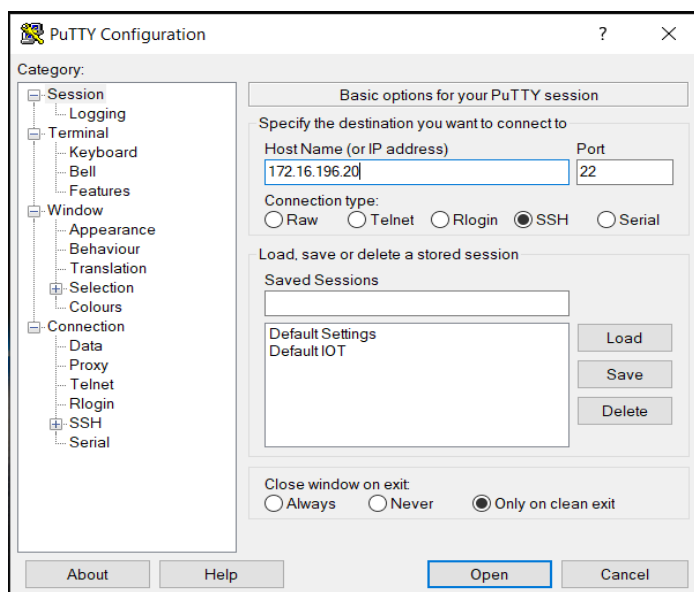 PuTTY Configuration
?
Category:
Session
Logging
Terminal
Keyboard
Bell
Features
Window
Appearance
Behaviour
Translation
Selection
Colours
Connection
Data
Proxy
Telnet
Rlogin
SSH
Serial
Basic options for your PuTTY session
Specify the destination you want to connect to
Host Name (or IP address) Port
172.16.196.20 22
Connection type:
Raw Telnet Rlogin SSH Serial
Load, save or delete a stored session
Saved Sessions
Default Settings
Default IOT
Load
Save
Delete
Close window on exit:
Always Never Only on clean exit
About Help Open Cancel